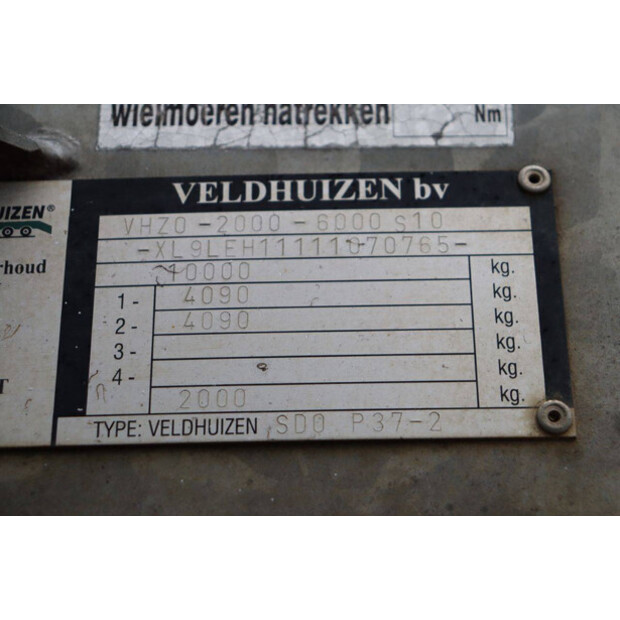 Wielmoeren natrekken Nm
UIZEN®
rhoud
T
VELDHUIZEN bv
VHZO-2000-6000 S10
-XL9LEH11111070765-
10000 kg.
1- 4090 kg.
2- 4090 kg.
3- kg.
4- kg.
2000 kg.
TYPE: VELDHUIZEN SDO P37-2